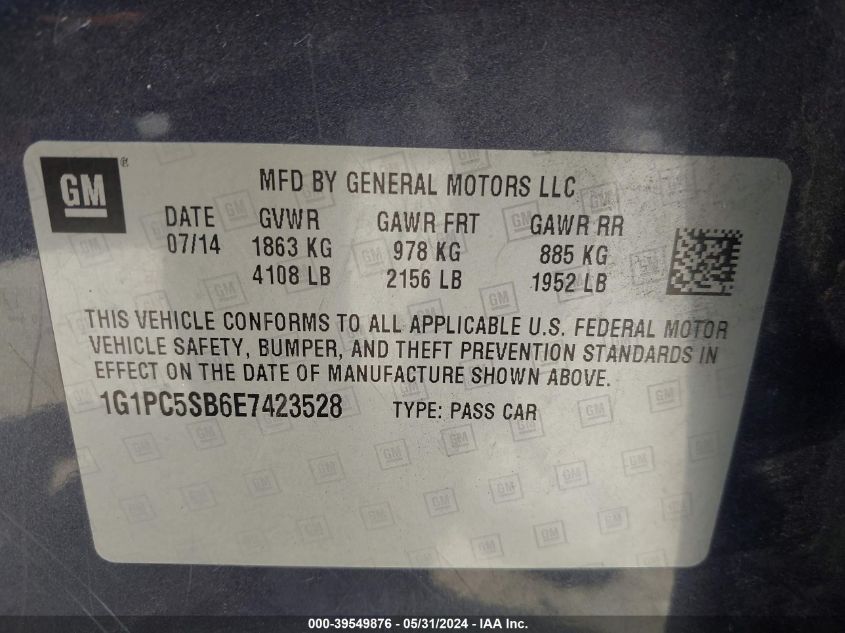 GM ®
MFD BY GENERAL MOTORS LLC
DATE GVWR GAWR FRT GAWR RR
07/14 1863 KG 978 KG 885 KG
4108 LB 2156 LB 1952 LB
THIS VEHICLE CONFORMS TO ALL APPLICABLE U.S. FEDERAL MOTOR
VEHICLE SAFETY, BUMPER, AND THEFT PREVENTION STANDARDS IN
EFFECT ON THE DATE OF MANUFACTURE SHOWN ABOVE.
1G1PC5SB6E7423528 TYPE: PASS CAR
000-39549876 - 05/31/2024 - IAA Inc.